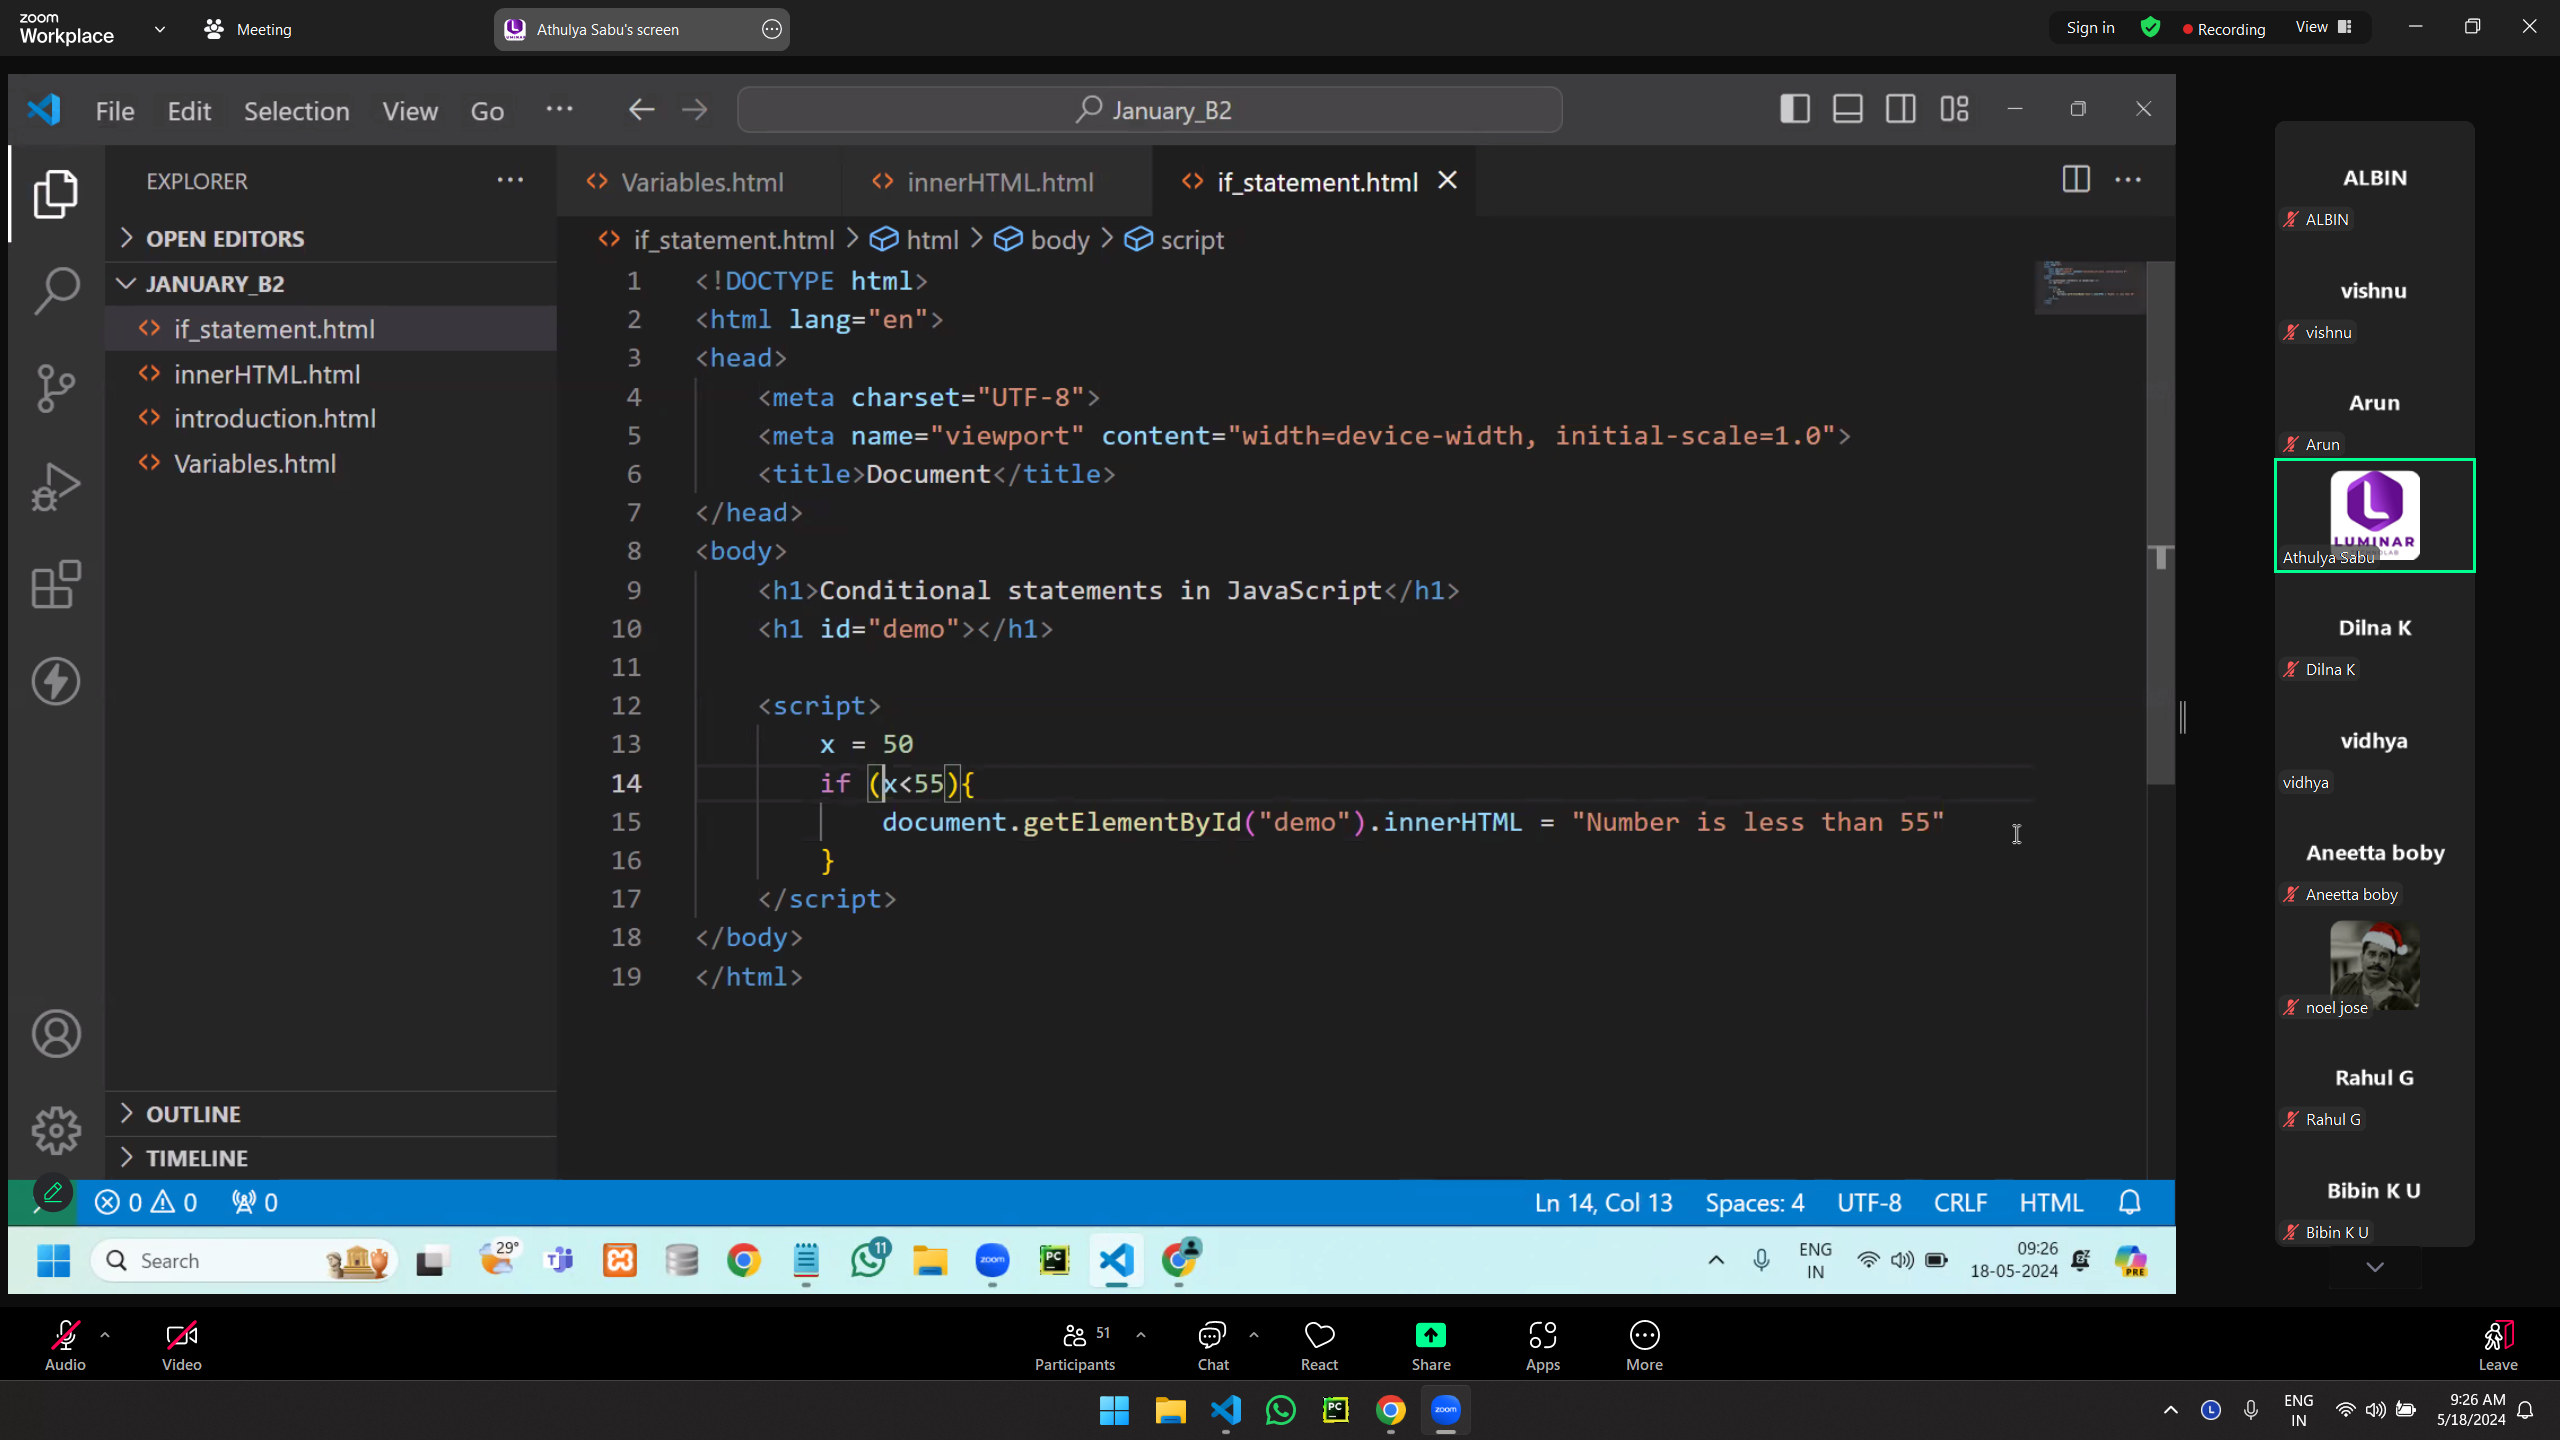 zoom
Workplace
Meeting
Athulya Sabu's screen
Sign in
Recording
View
File Edit Selection View Go
January_B2
EXPLORER
OPEN EDITORS
JANUARY_B2
if_statement.html
innerHTML.html
introduction.html
Variables.html
OUTLINE
TIMELINE
Variables.html
innerHTML.html
if_statement.html
if_statement.html > html > body > script
1 <!DOCTYPE html>
2 <html lang="en">
3 <head>
4 <meta charset="UTF-8">
5 <meta name="viewport" content="width=device-width, initial-scale=1.0">
6 <title>Document</title>
7 </head>
8 <body>
9 <h1>Conditional statements in JavaScript</h1>
10 <h1 id="demo"></h1>
11
12 <script>
13 x = 50
14 if (x<55){
15 document.getElementById("demo").innerHTML = "Number is less than 55"
16 }
17 </script>
18 </body>
19 </html>
0 0 0
Ln 14, Col 13 Spaces: 4 UTF-8 CRLF HTML
Search
29°
zoom
PC
11
ENG
IN
09:26
18-05-2024
PRE
ALBIN
ALBIN
vishnu
vishnu
Arun
Arun
LUMINAR
Athulya Sabu
Dilna K
Dilna K
vidhya
vidhya
Aneetta boby
Aneetta boby
noel jose
Rahul G
Rahul G
Bibin K U
Bibin K U
Audio
Video
Participants
51
Chat
React
Share
Apps
More
Leave
PC
zoom
ENG
IN
9:26 AM
5/18/2024